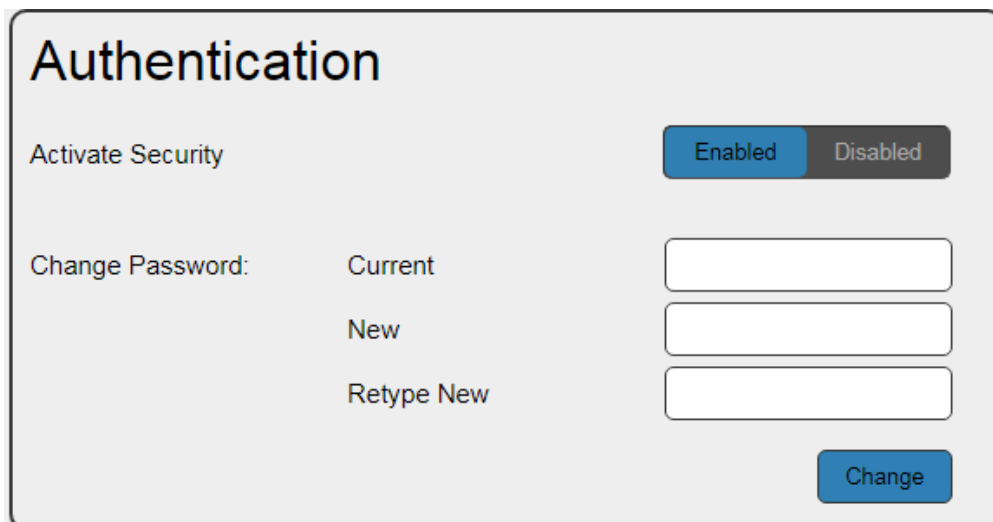 Authentication
Activate Security Enabled Disabled
Change Password: Current
New
Retype New
Change